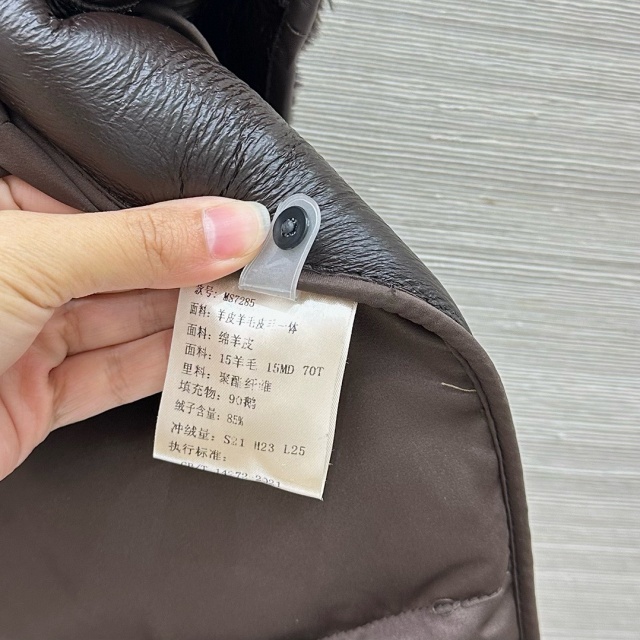 款号: M87285
面料: 羊皮羊毛皮 一体
面料: 绵羊皮
面料: 15羊毛 15MD 70T
里料: 聚酯纤维
填充物: 90鹅
绒子含量: 85%
冲绒量: S21 M23 L25
执行标准: